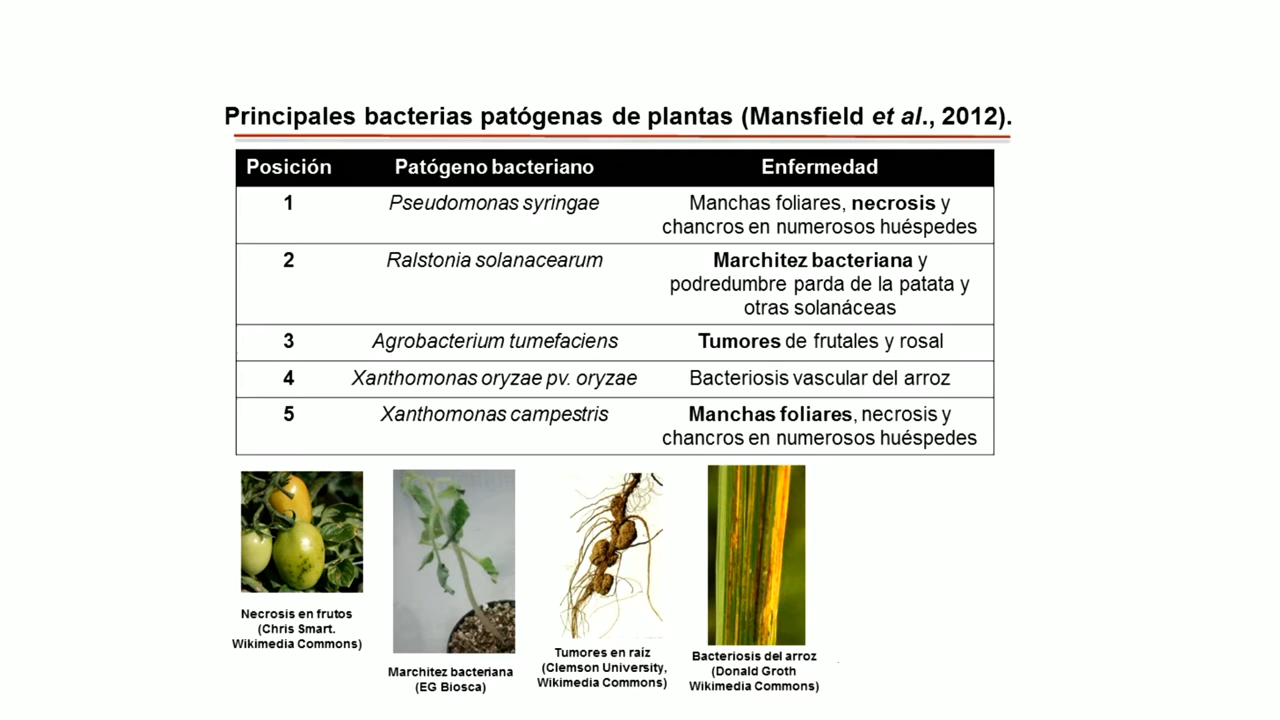 Principales bacterias patógenas de plantas (Mansfield et al., 2012).
Posición Patógeno bacteriano Enfermedad
1 Pseudomonas syringae Manchas foliares, necrosis y
chancros en numerosos huéspedes
2 Ralstonia solanacearum Marchitez bacteriana y
podredumbre parda de la patata y
otras solanáceas
3 Agrobacterium tumefaciens Tumores de frutales y rosal
4 Xanthomonas oryzae pv. oryzae Bacteriosis vascular del arroz
5 Xanthomonas campestris Manchas foliares, necrosis y
chancros en numerosos huéspedes
Necrosis en frutos
(Chris Smart.
Wikimedia Commons)
Marchitez bacteriana
(EG Biosca)
Tumores en raíz
(Clemson University,
Wikimedia Commons)
Bacteriosis del arroz
(Donald Groth
Wikimedia Commons)